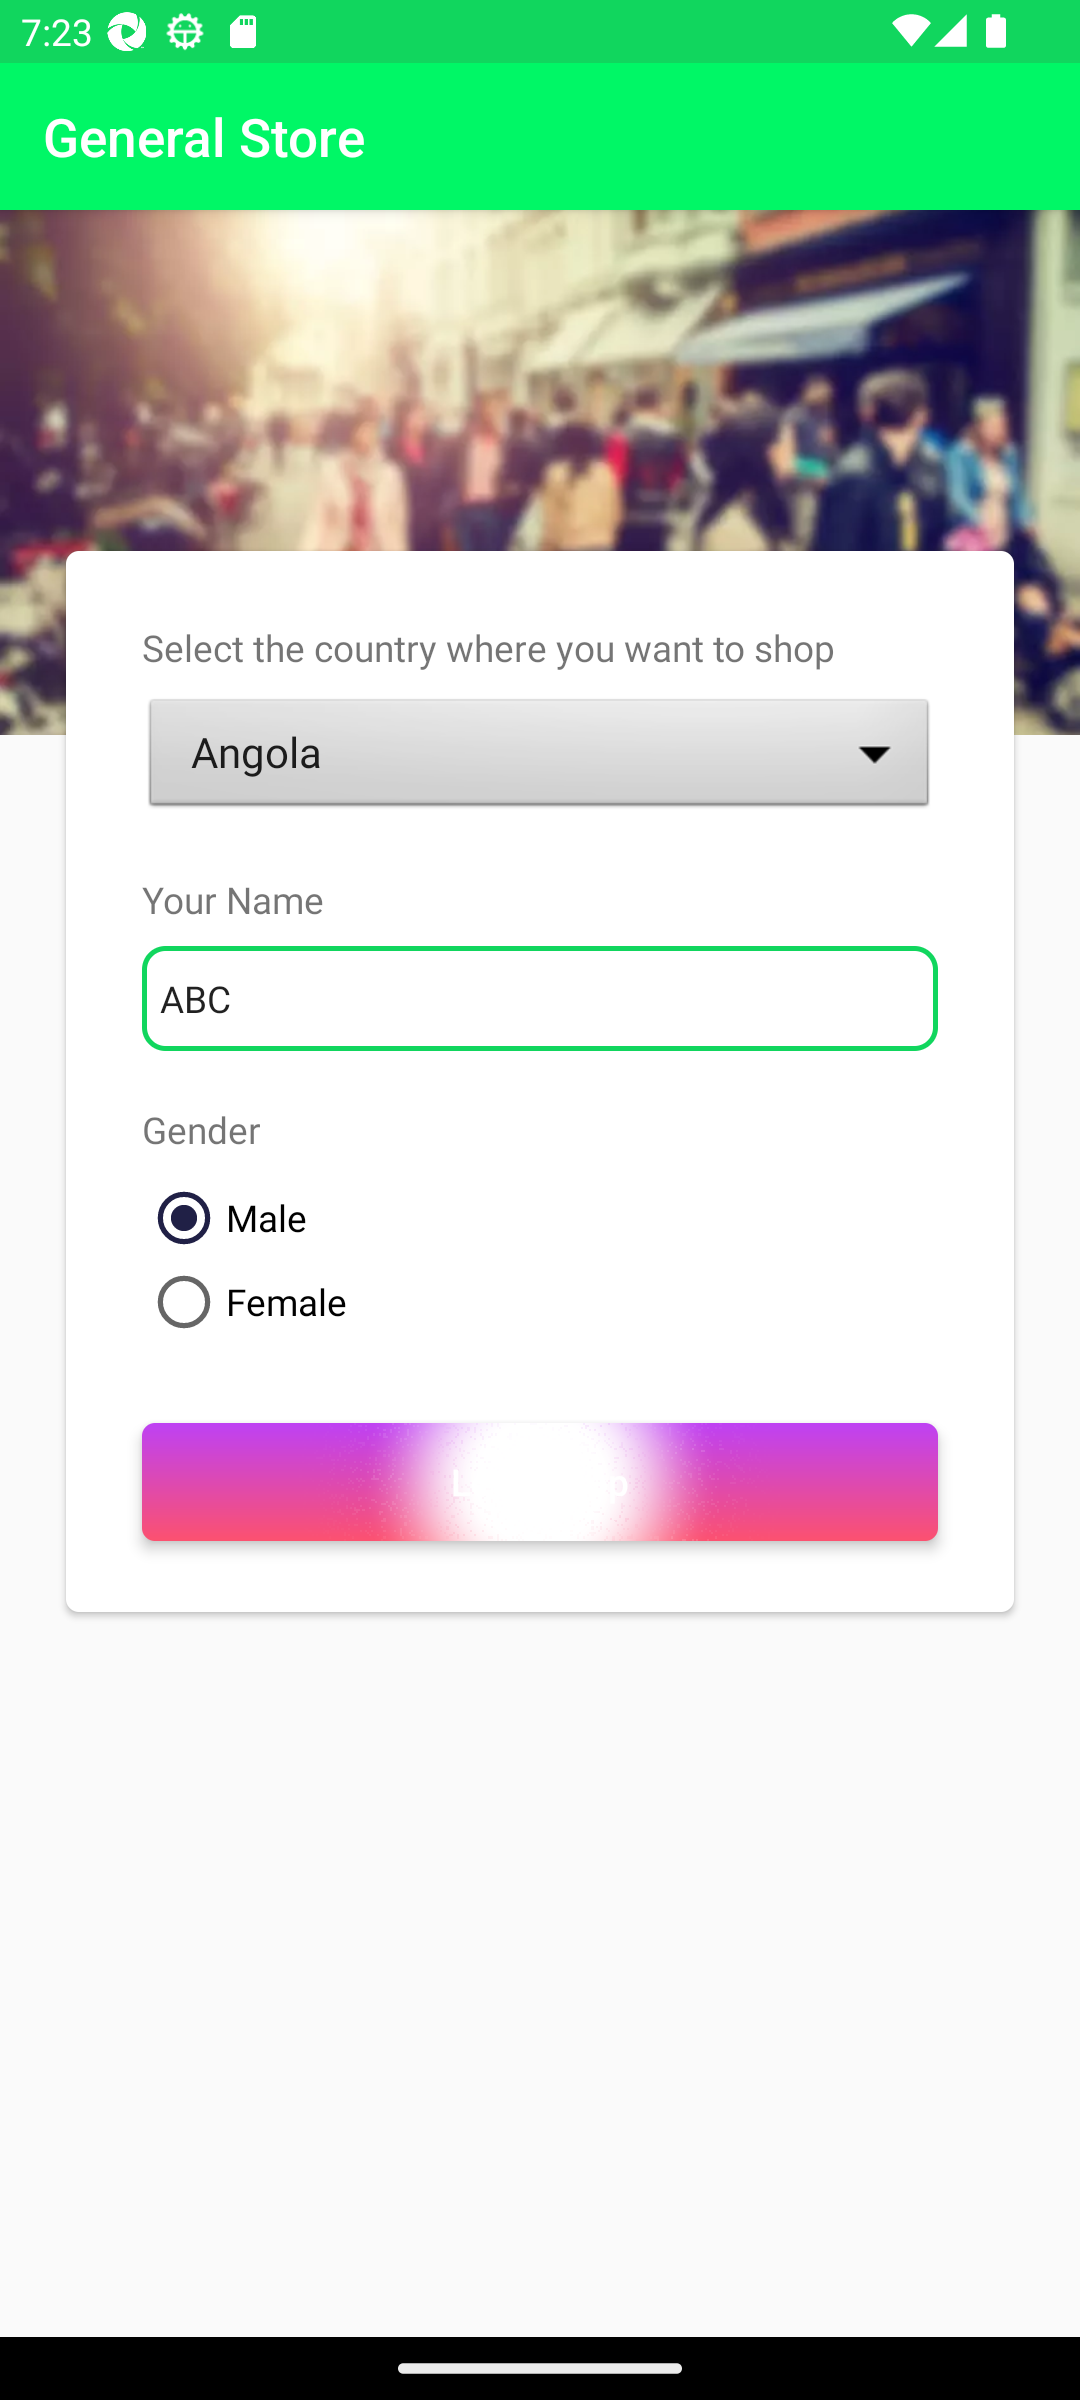 7:23
General Store
Select the country where you want to shop
Angola
Your Name
ABC
Gender
Male
Female